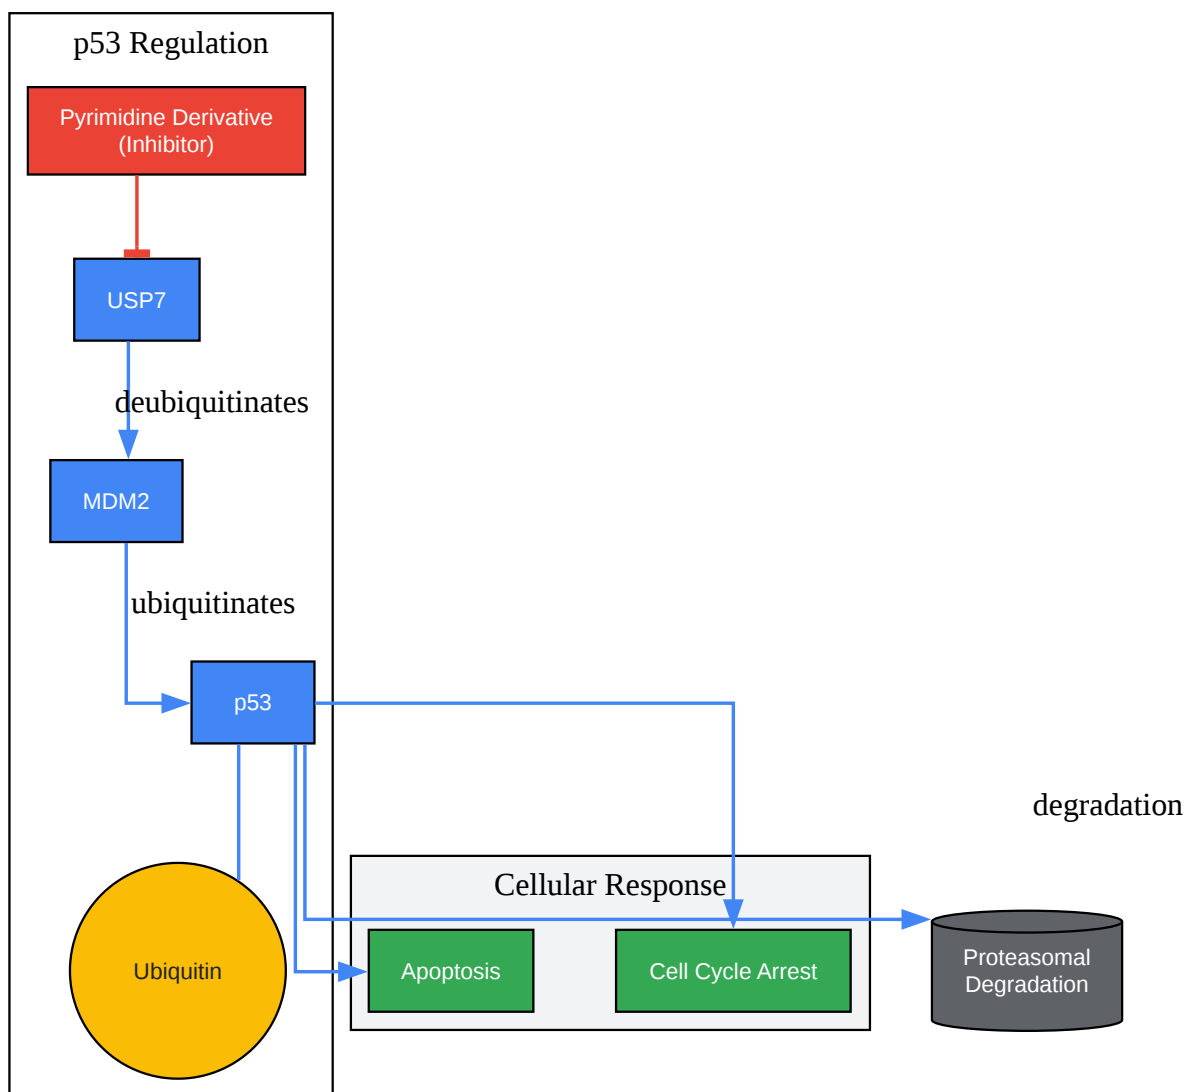 p53 Regulation
Pyrimidine Derivative
(Inhibitor)
USP7
deubiquitinates
MDM2
ubiquitinates
p53
degradation
Cellular Response
Ubiquitin
Apoptosis
Cell Cycle Arrest
Proteasomal
Degradation